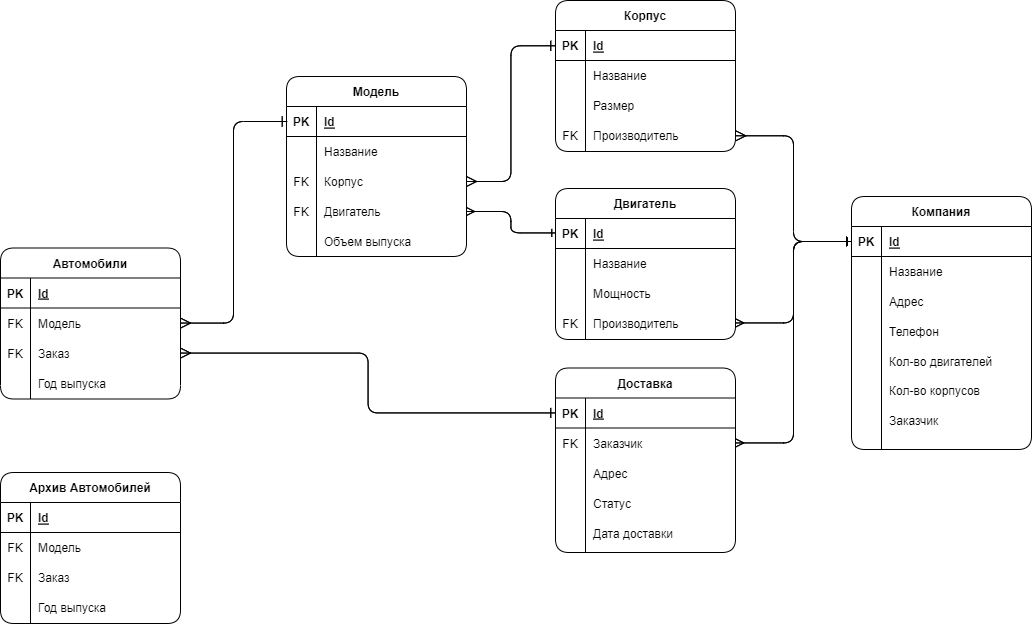 Корпус
PK Id
Название
Размер
FK Производитель
Модель
PK Id
Название
FK Корпус
FK Двигатель
Объем выпуска
Двигатель
PK Id
Название
Мощность
FK Производитель
Компания
PK Id
Название
Адрес
Телефон
Кол-во двигателей
Кол-во корпусов
Заказчик
Автомобили
PK Id
FK Модель
FK Заказ
Год выпуска
Доставка
PK Id
FK Заказчик
Адрес
Статус
Дата доставки
Архив Автомобилей
PK Id
FK Модель
FK Заказ
Год выпуска